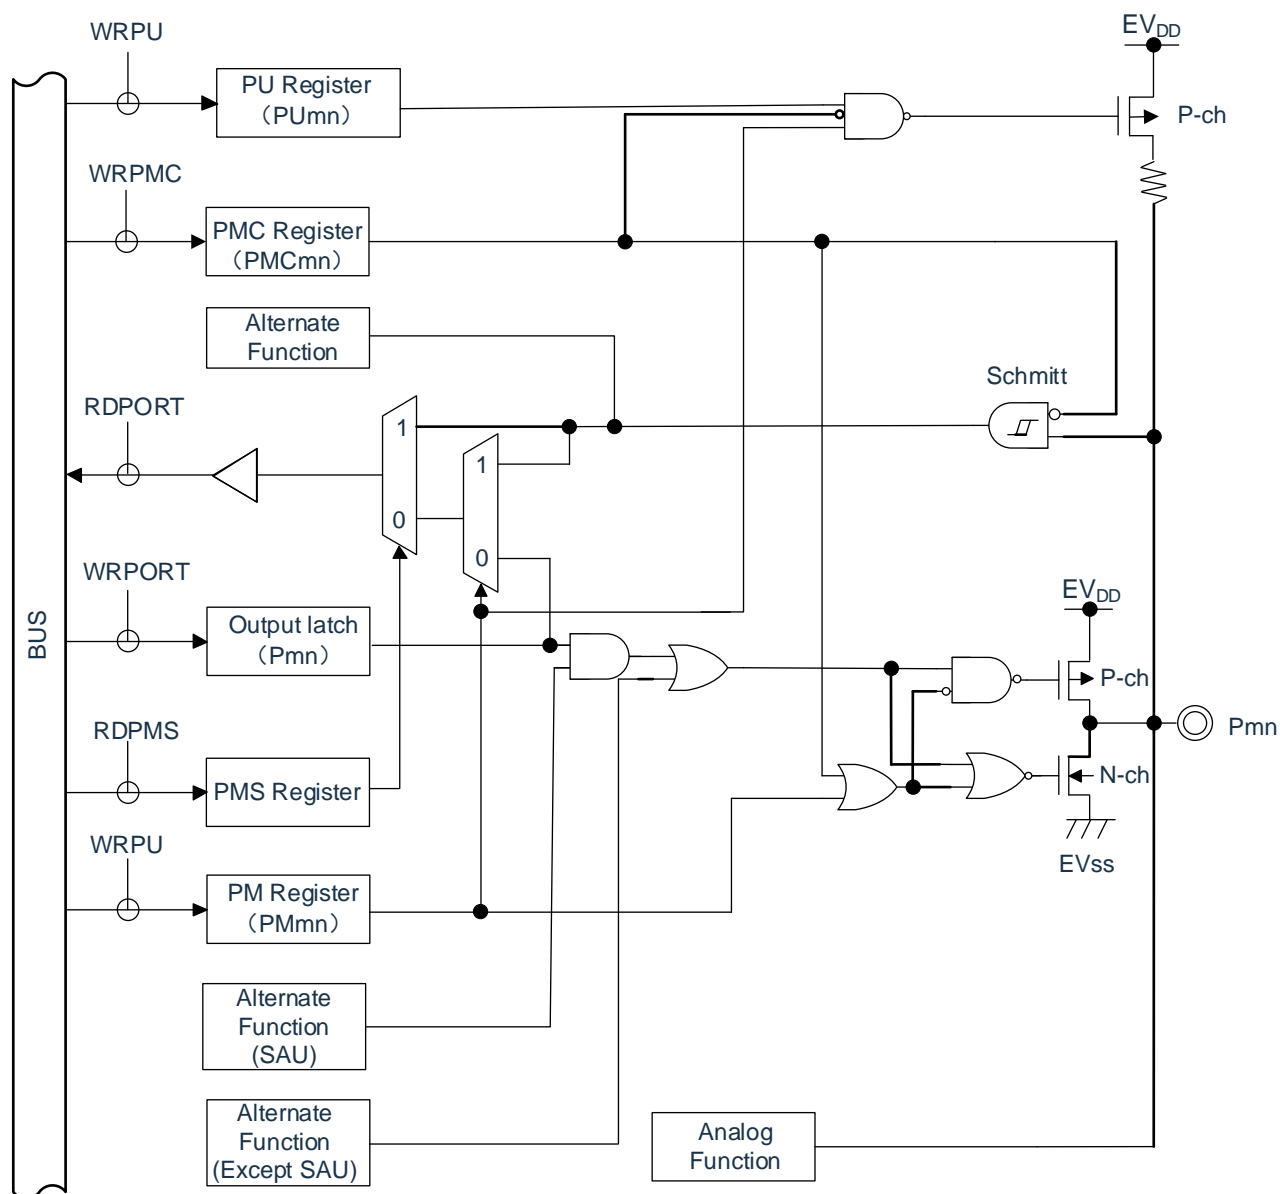 WRPU
EVDD
PU Register
（PUmn）
P-ch
WRPMC
PMC Register
（PMCmn）
Alternate
Function
Schmitt
RDPORT
1
1
0
0
WRPORT
EVDD
BUS
Output latch
（Pmn）
P-ch
RDPMS
Pmn
PMS Register
N-ch
WRPU
EVss
PM Register
（PMmn）
Alternate
Function
(SAU)
Alternate
Function
(Except SAU)
Analog
Function